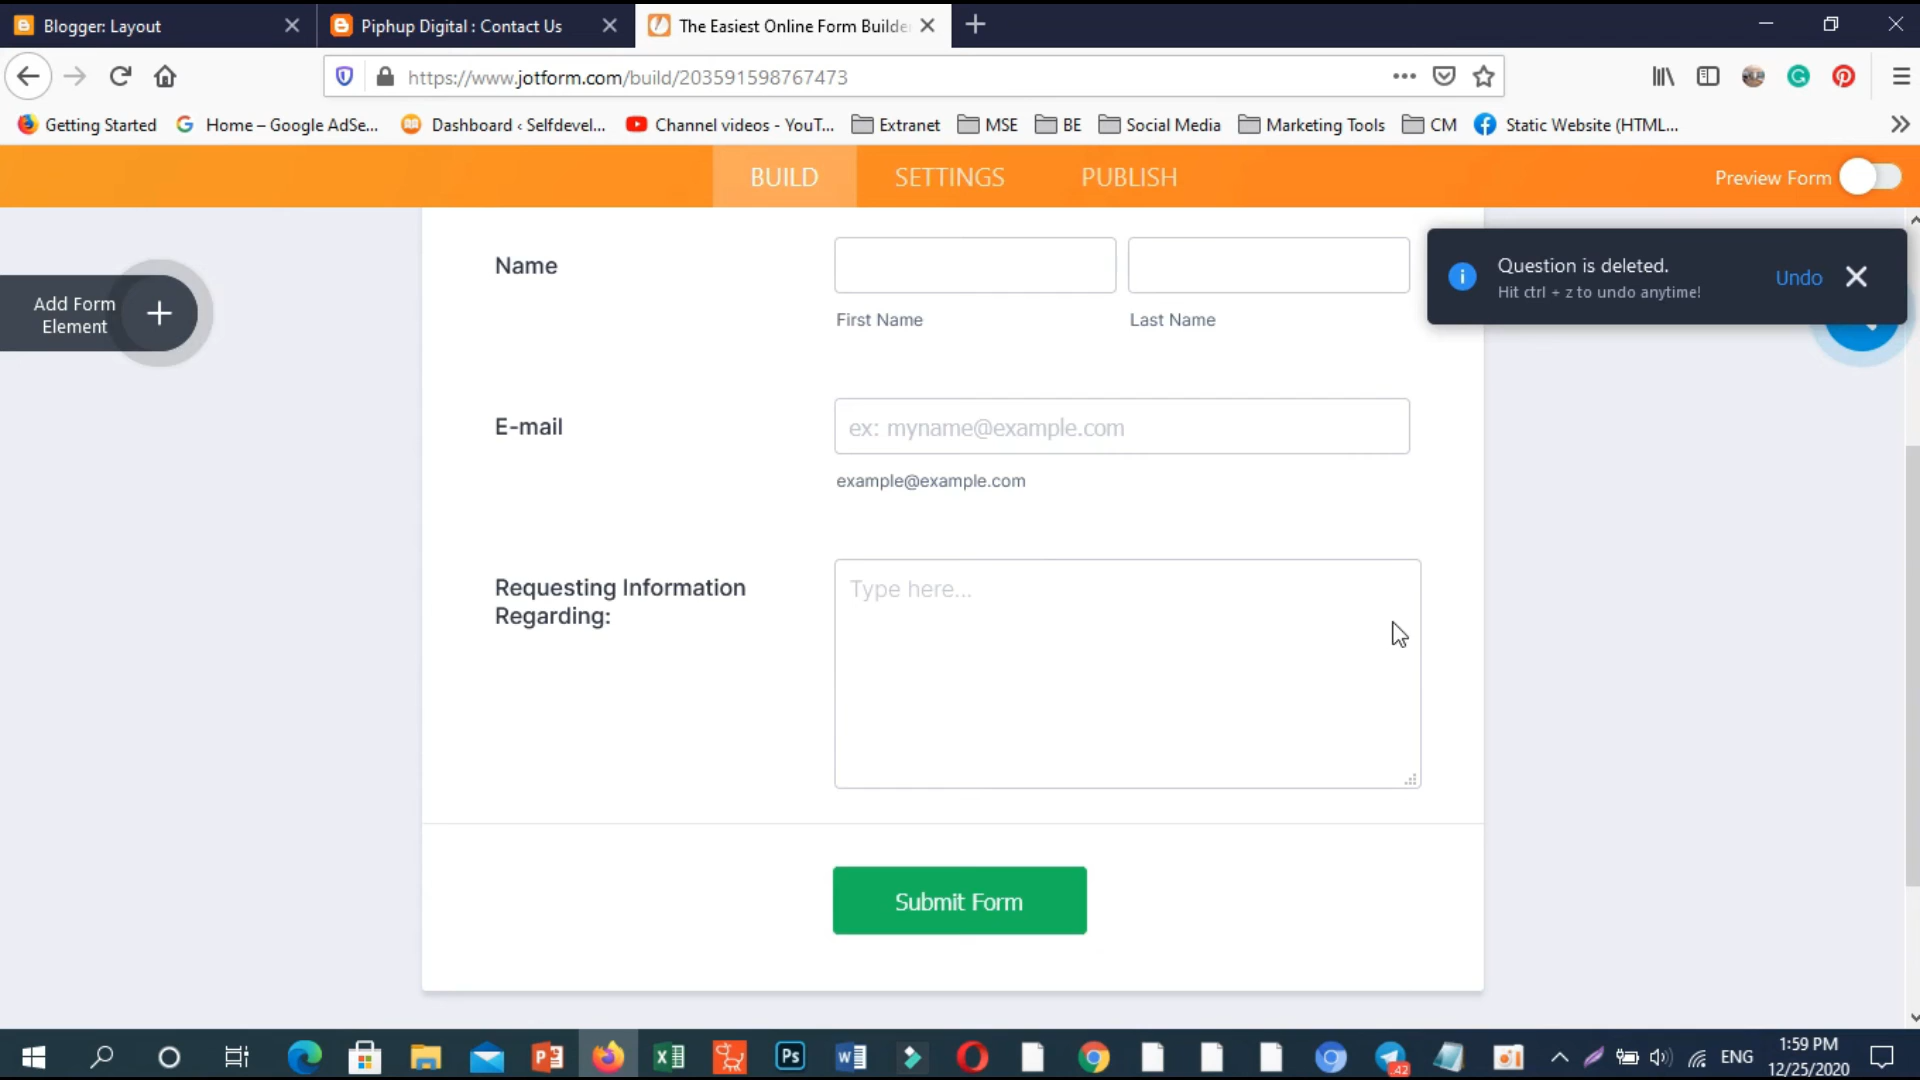 Blogger: Layout
Piphup Digital : Contact Us
The Easiest Online Form Builde
https://www.jotform.com/build/203591598767473
Getting Started
Home – Google AdSe...
Dashboard ‹ Selfdevel...
Channel videos - YouT...
Extranet
MSE
BE
Social Media
Marketing Tools
CM
Static Website (HTML...
BUILD
SETTINGS
PUBLISH
Preview Form
Add Form
Element
Name
First Name
Last Name
Question is deleted.
Hit ctrl + z to undo anytime!
Undo
E-mail
ex: myname@example.com
example@example.com
Requesting Information
Regarding:
Type here...
Submit Form
42
ENG
1:59 PM
12/25/2020